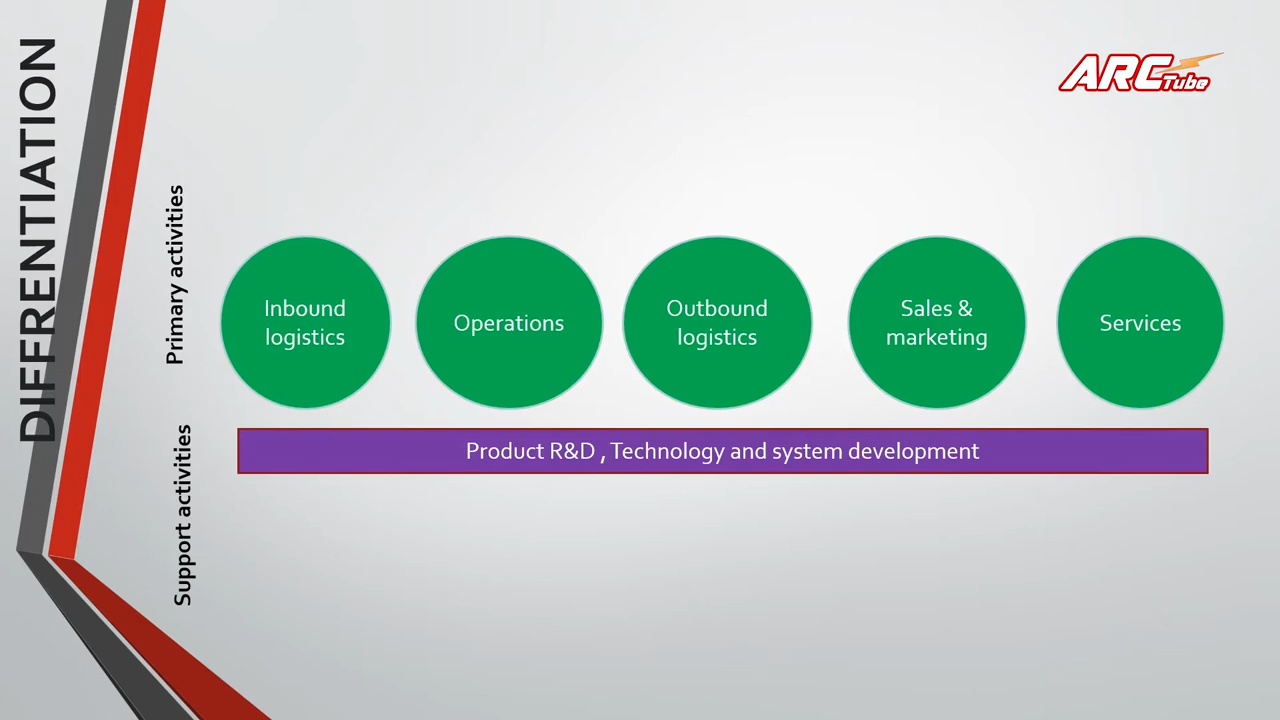 DIFFRENTIATION
ARC Tube
Primary activities
Inbound
logistics
Operations
Outbound
logistics
Sales &
marketing
Services
Support activities
Product R&D , Technology and system development